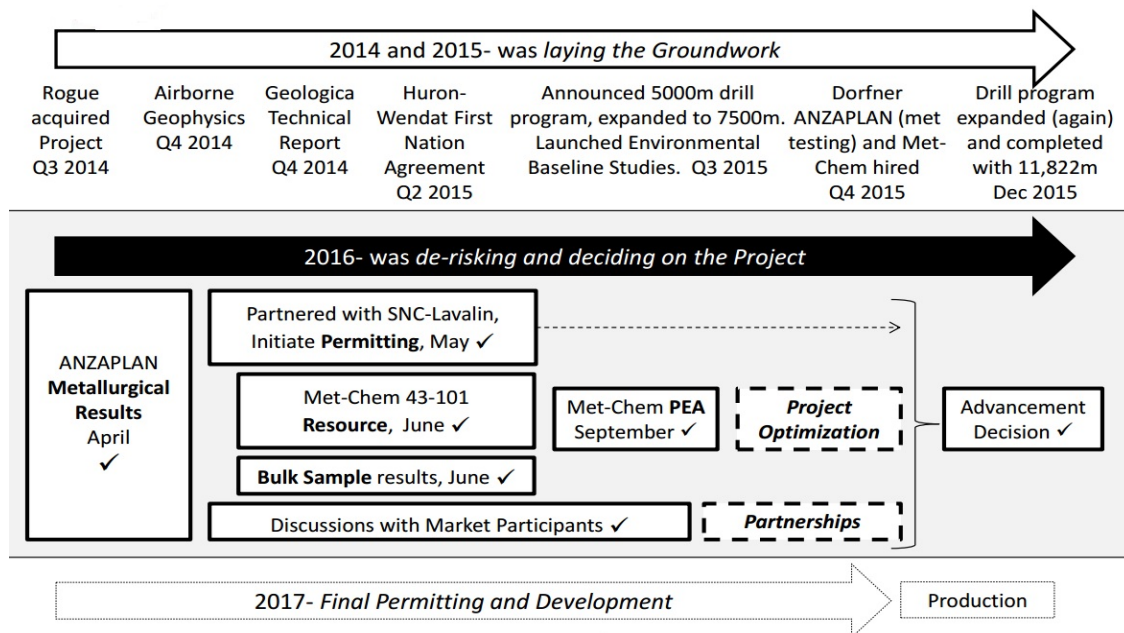 2014 and 2015- was laying the Groundwork
Rogue
acquired
Project
Q3 2014
Airborne
Geophysics
Q4 2014
Geologica
Technical
Report
Q4 2014
Huron-
Wendat First
Nation
Agreement
Q2 2015
Announced 5000m drill
program, expanded to 7500m.
Launched Environmental
Baseline Studies. Q3 2015
Dorfner
ANZAPLAN (met
testing) and Met-
Chem hired
Q4 2015
Drill program
expanded (again)
and completed
with 11,822m
Dec 2015
2016- was de-risking and deciding on the Project
ANZAPLAN
Metallurgical
Results
April
✓
Partnered with SNC-Lavalin,
Initiate Permitting, May ✓
Met-Chem 43-101
Resource, June ✓
Bulk Sample results, June ✓
Discussions with Market Participants ✓
Met-Chem PEA
September ✓
Project
Optimization
Partnerships
Advancement
Decision ✓
2017- Final Permitting and Development
Production